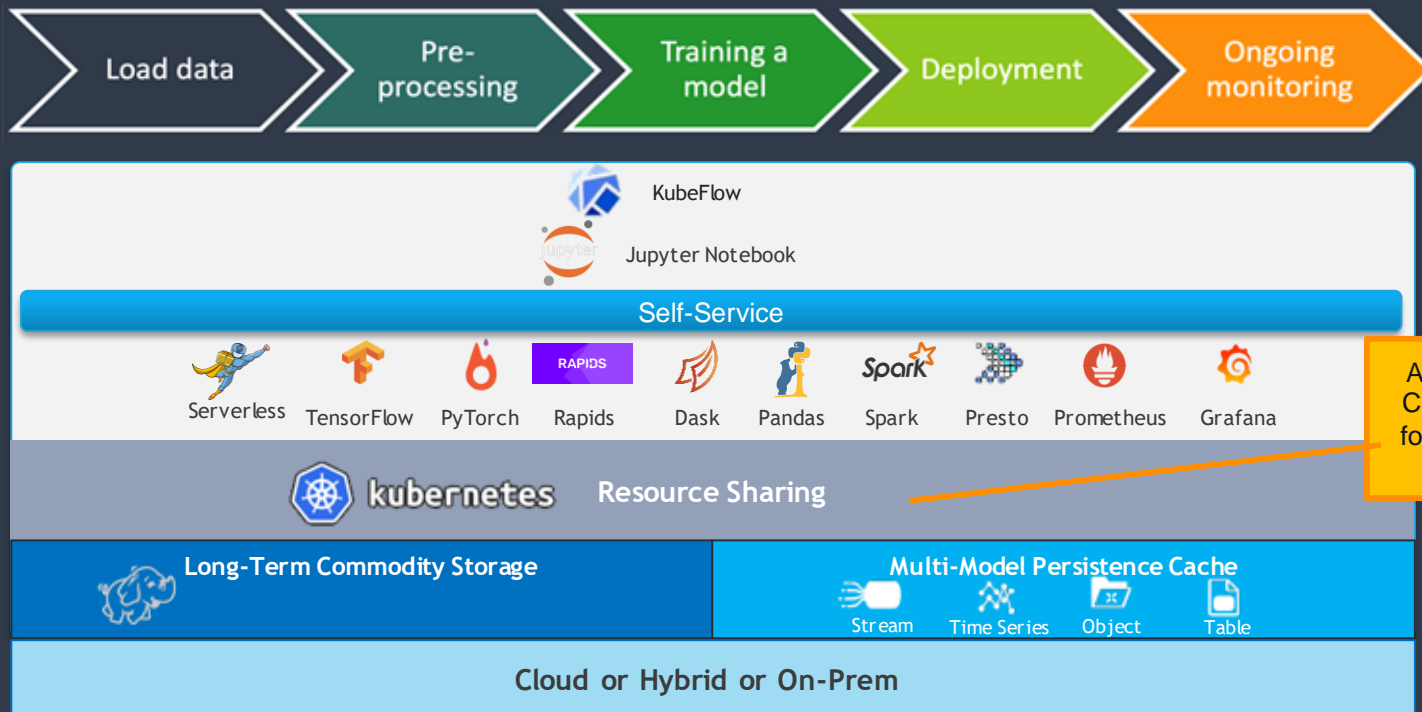 Load data
Pre-
processing
Training a
model
Deployment
Ongoing
monitoring
KubeFlow
jupyter
Jupyter Notebook
Self-Service
RAPIDS
Spark
Serverless
TensorFlow
PyTorch
Rapids
Dask
Pandas
Spark
Presto
Prometheus
Grafana
A
C
fo
kubernetes
Resource Sharing
Long-Term Commodity Storage
Multi-Model Persistence Cache
Stream
Time Series
Object
Table
Cloud or Hybrid or On-Prem